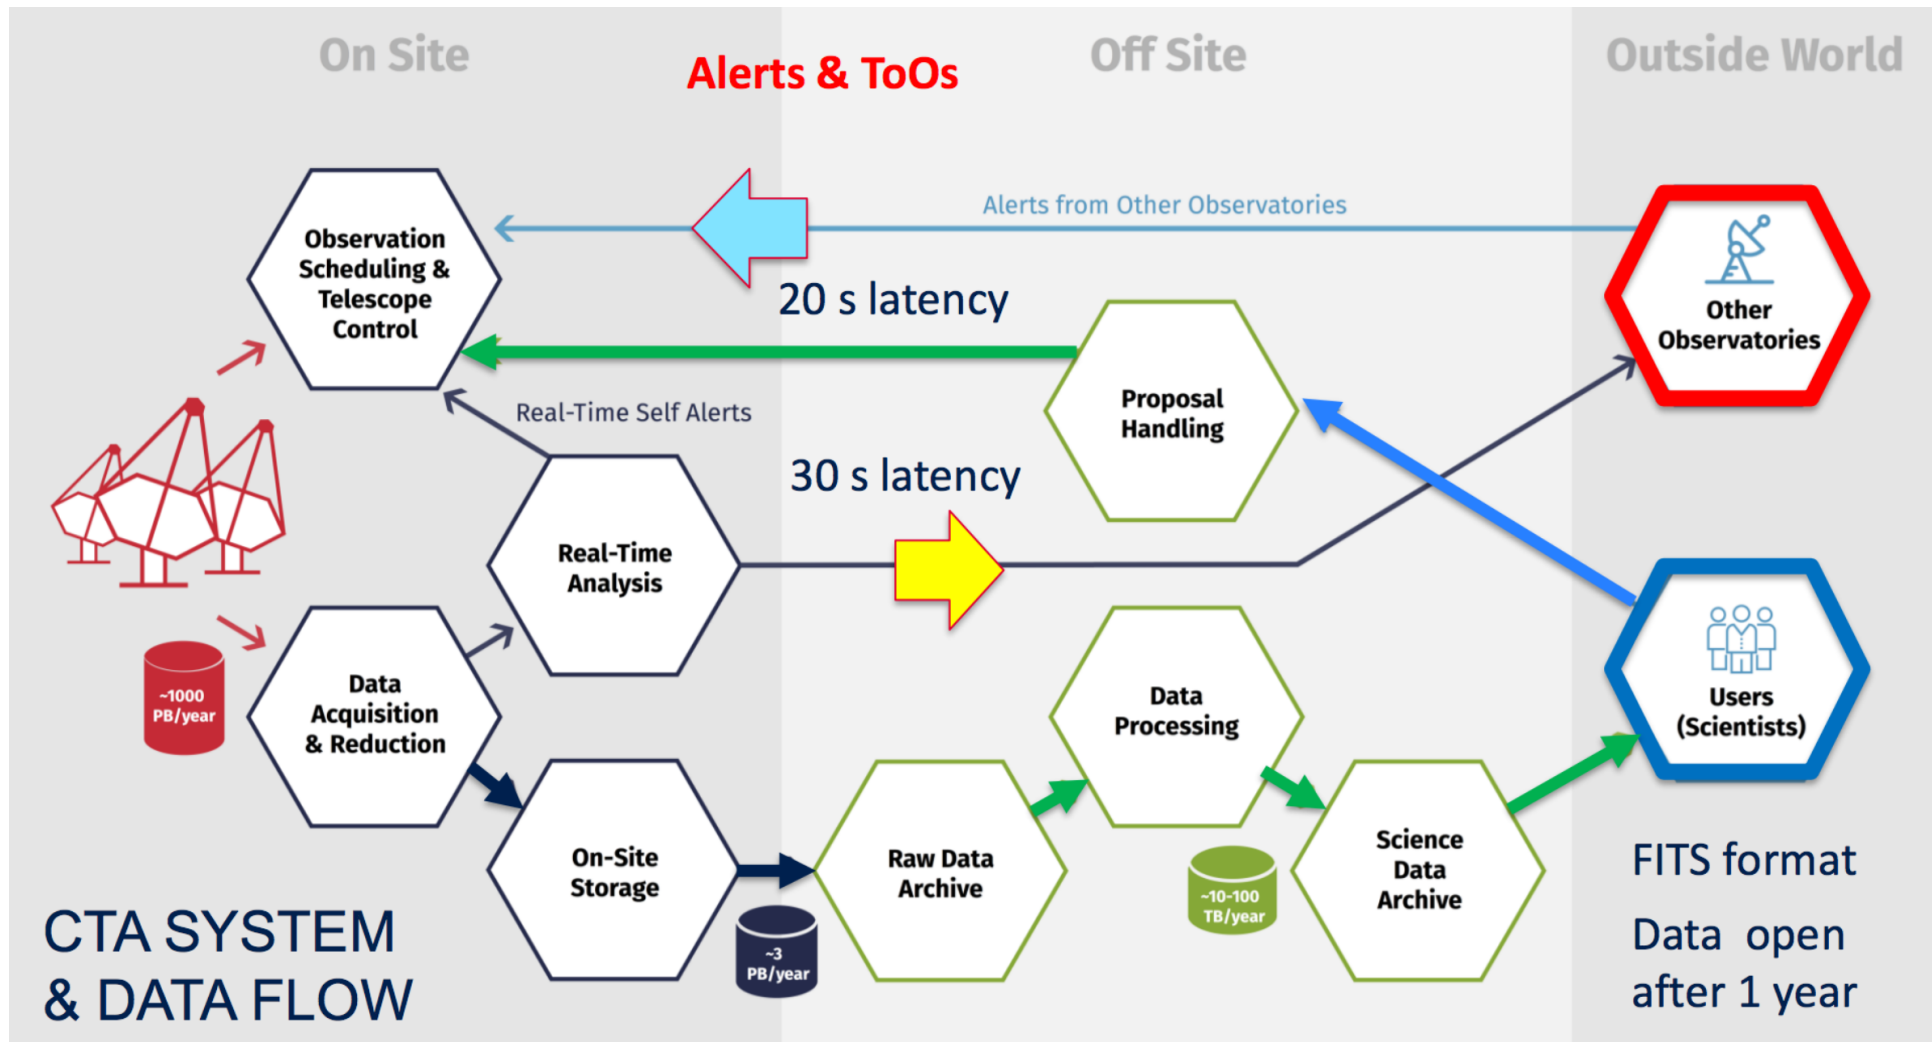 On Site
Off Site
Outside World
Alerts & ToOs
Alerts from Other Observatories
Observation
Scheduling &
Telescope
Control
20 s latency
Other
Observatories
Proposal
Handling
Real-Time Self Alerts
30 s latency
Real-Time
Analysis
~1000
PB/year
Data
Acquisition
& Reduction
Data
Processing
Users
(Scientists)
On-Site
Storage
~3
PB/year
Raw Data
Archive
~10-100
TB/year
Science
Data
Archive
FITS format
Data open
after 1 year
CTA SYSTEM
& DATA FLOW